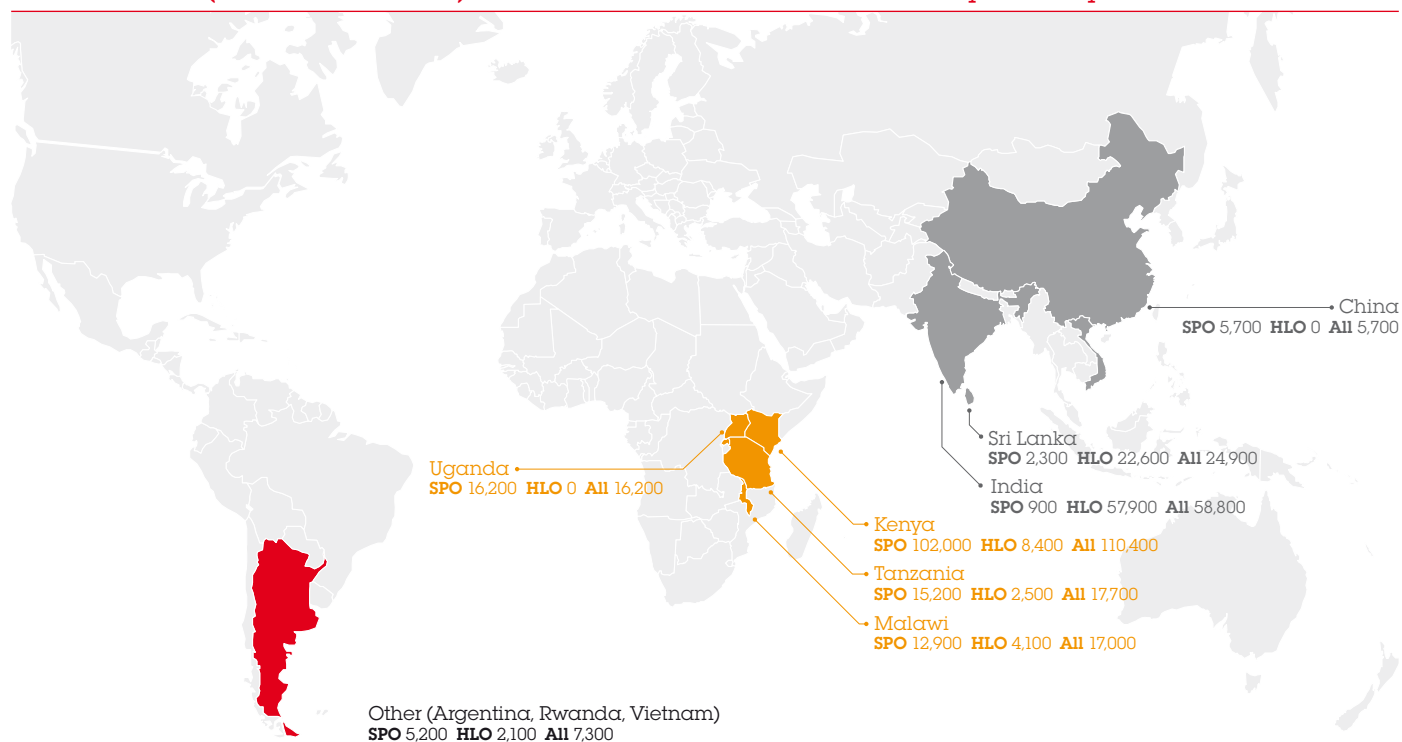 China
SPO 5,700 HLO 0 All 5,700
Sri Lanka
SPO 2,300 HLO 22,600 All 24,900
India
SPO 900 HLO 57,900 All 58,800
Uganda
SPO 16,200 HLO 0 All 16,200
Kenya
SPO 102,000 HLO 8,400 All 110,400
Tanzania
SPO 15,200 HLO 2,500 All 17,700
Malawi
SPO 12,900 HLO 4,100 All 17,000
Other (Argentina, Rwanda, Vietnam)
SPO 5,200 HLO 2,100 All 7,300